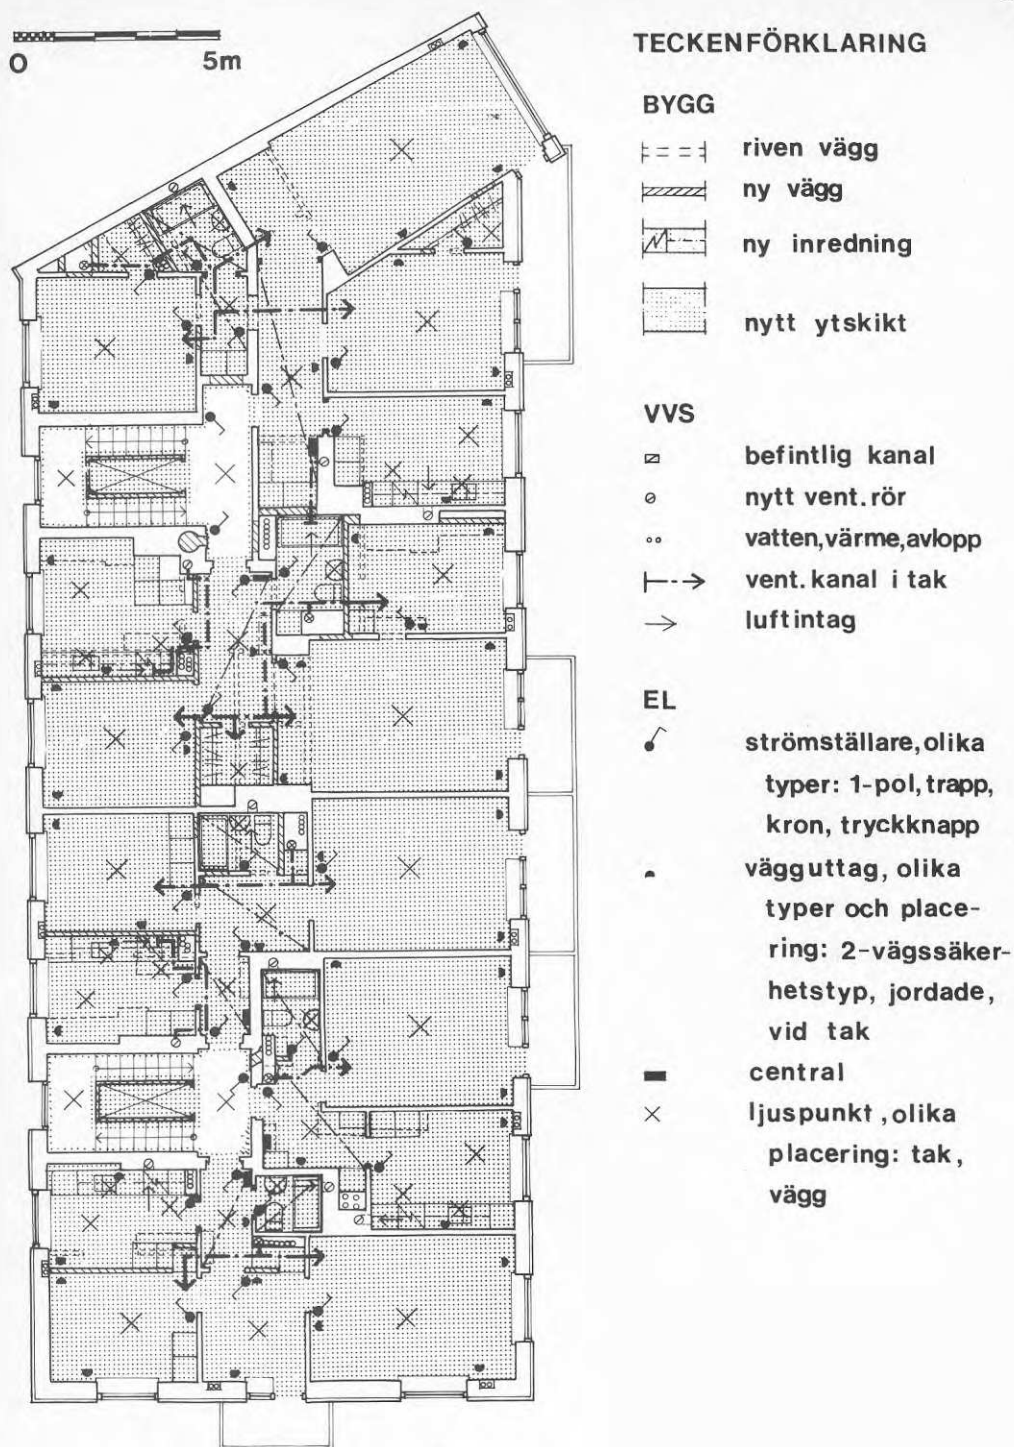 0 5m
TECKENFÖRKLARING
BYGG
riven vägg
ny vägg
ny inredning
nytt ytskikt
VVS
befintlig kanal
nytt vent.rör
vatten,värme,avlopp
vent.kanal i tak
luftintag
EL
strömställare,olika
typer: 1-pol,trapp,
kron, tryckknapp
vägguttag, olika
typer och place-
ring: 2-vägssäker-
hetstyp, jordade,
vid tak
central
ljuspunkt, olika
placering: tak,
vägg